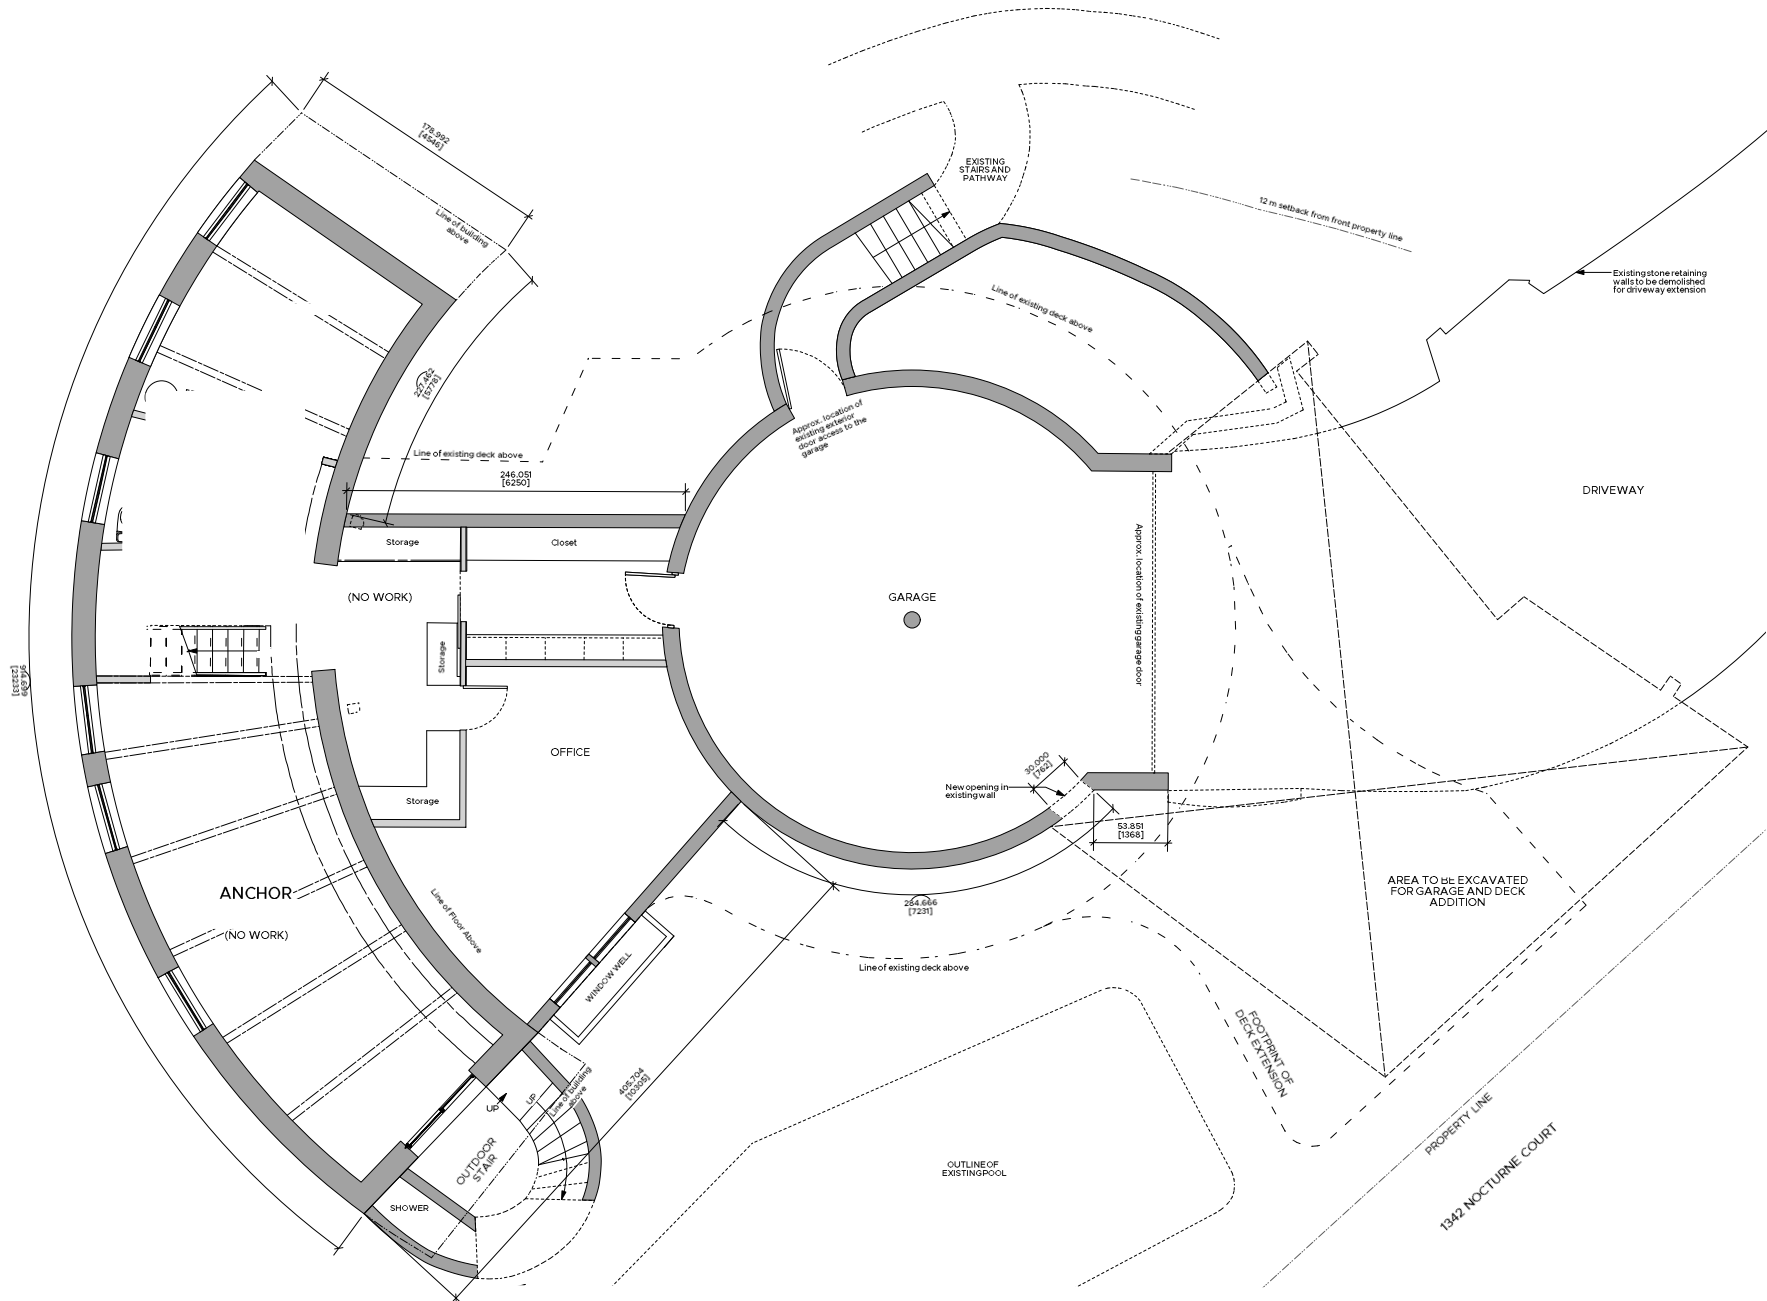 178.992
[4546]
Line of building
above
EXISTING
STAIRS AND
PATHWAY
12 m setback from front property line
Existing stone retaining
walls to be demolished
for driveway extension
Line of existing deck above
227.462
[5778]
Approx. location of
existing exterior
door access to the
garage
Line of existing deck above
246.051
[6250]
DRIVEWAY
Storage
Closet
Approx. location of existing garage door
(NO WORK)
GARAGE
Storage
[23233]
OFFICE
30.000
[762]
New opening in
existing wall
Storage
53.851
[1368]
ANCHOR
(NO WORK)
Line of Floor Above
284.666
[7231]
AREA TO BE EXCAVATED
FOR GARAGE AND DECK
ADDITION
WINDOW WELL
Line of existing deck above
FOOTPRINT OF
DECK EXTENSION
405.704
[10305]
Line of building
above
UP
UP
OUTDOOR
STAIR
SHOWER
OUTLINE OF
EXISTING POOL
PROPERTY LINE
1342 NOCTURNE COURT